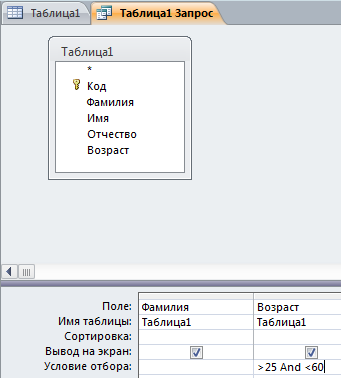 Таблица1 Таблица1 Запрос
Таблица1
*
Код
Фамилия
Имя
Отчество
Возраст
Поле: Фамилия Возраст
Имя таблицы: Таблица1 Таблица1
Сортировка:
Вывод на экран:
Условие отбора: >25 And <60